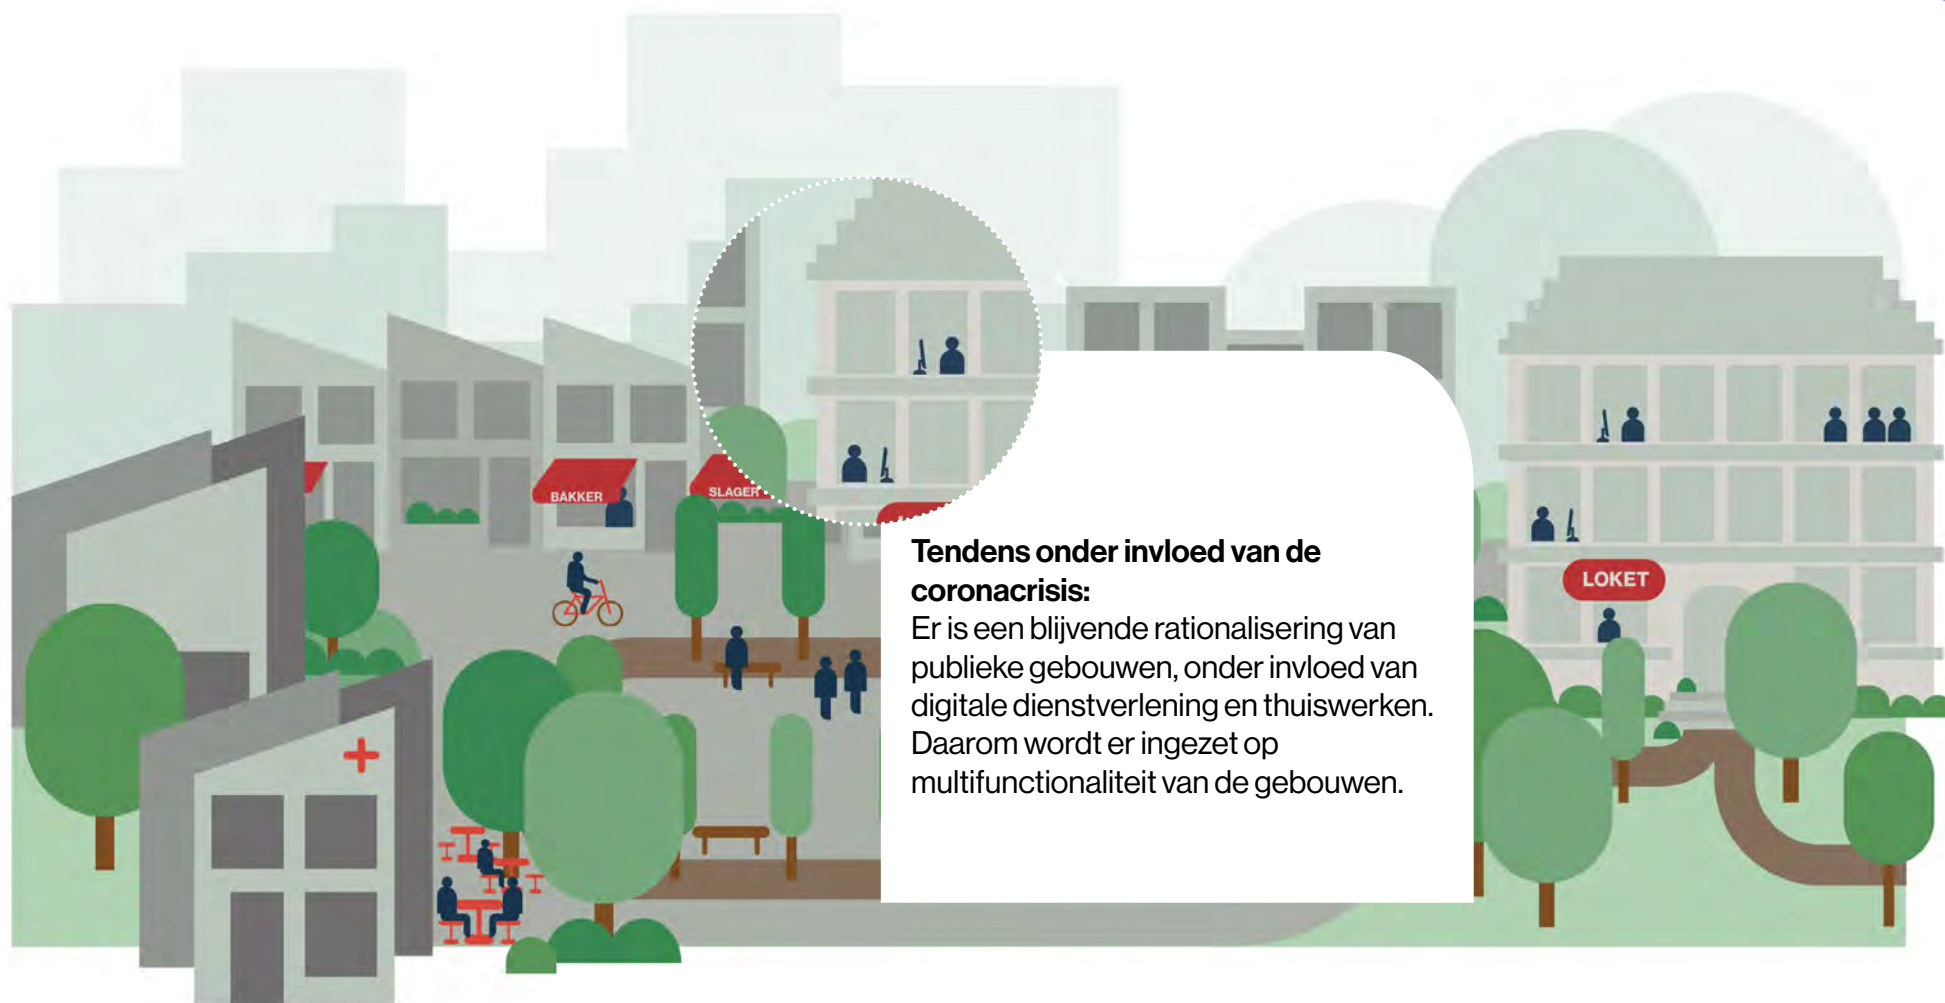 BAKKER
SLAGER
LOKET
Tendens onder invloed van de
coronacrisis:
Er is een blijvende rationalisering van
publieke gebouwen, onder invloed van
digitale dienstverlening en thuiswerken.
Daarom wordt er ingezet op
multifunctionaliteit van de gebouwen.